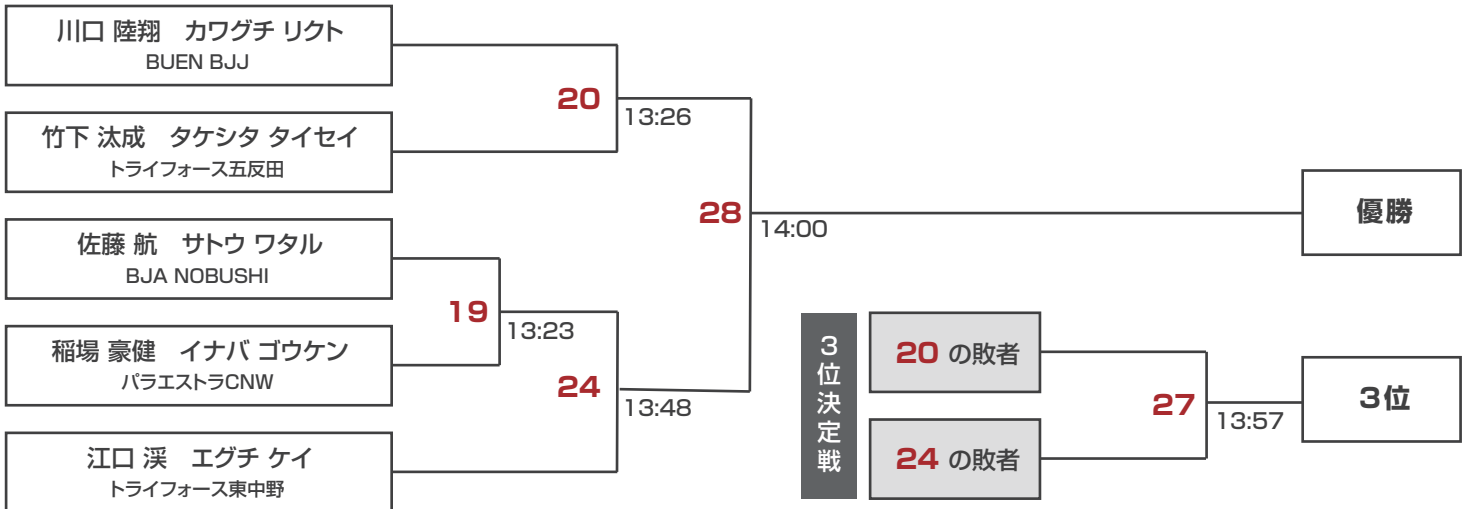 川口 陸翔　カワグチ リクト
BUEN BJJ
竹下 汰成　タケシタ タイセイ
トライフォース五反田
佐藤 航　サトウ ワタル
BJA NOBUSHI
稲場 豪健　イナバ ゴウケン
パラエストラCNW
江口 渓　エグチ ケイ
トライフォース東中野
20
13:26
19
13:23
24
13:48
28
14:00
優勝
3位決定戦
20 の敗者
24 の敗者
27
13:57
3位